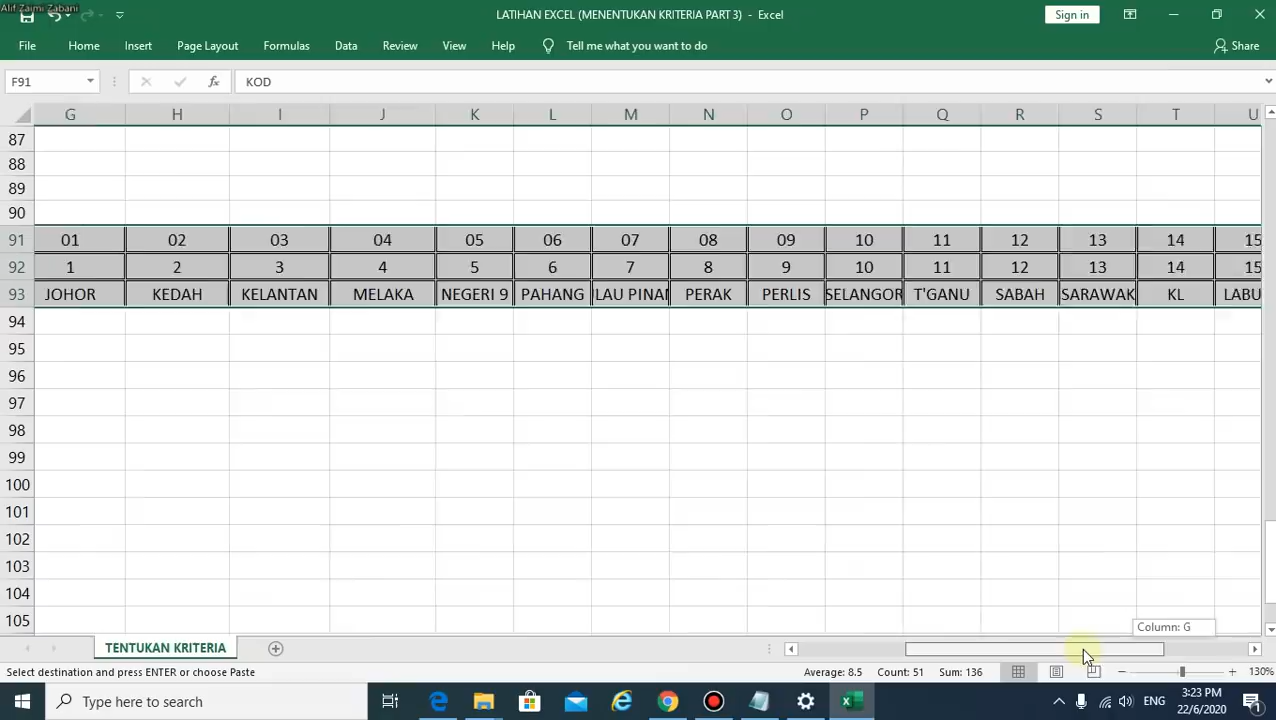 Alif Zaimi Zabani
LATIHAN EXCEL (MENENTUKAN KRITERIA PART 3) - Excel
Sign in
File Home Insert Page Layout Formulas Data Review View Help Tell me what you want to do Share
F91 fx KOD
G H I J K L M N O P Q R S T U
87
88
89
90
91 01 02 03 04 05 06 07 08 09 10 11 12 13 14 15
92 1 2 3 4 5 6 7 8 9 10 11 12 13 14 15
93 JOHOR KEDAH KELANTAN MELAKA NEGERI 9 PAHANG LAU PINA PERAK PERLIS SELANGOR T'GANU SABAH SARAWAK KL LABU
94
95
96
97
98
99
100
101
102
103
104
105
Column: G
TENTUKAN KRITERIA
Select destination and press ENTER or choose Paste Average: 8.5 Count: 51 Sum: 136 130%
Type here to search ENG 3:23 PM
22/6/2020 1